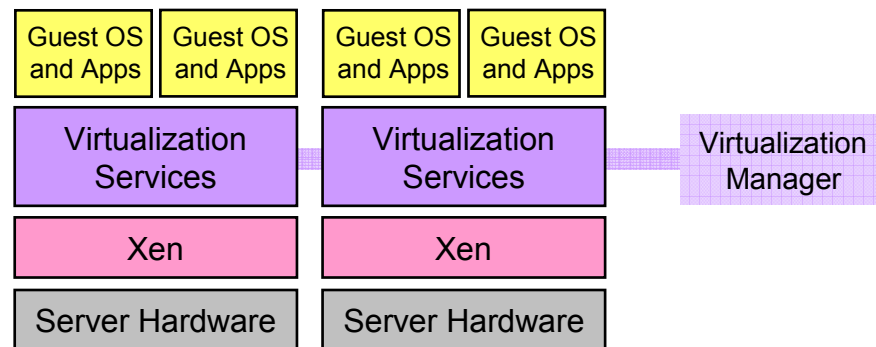 Guest OS
and Apps
Guest OS
and Apps
Guest OS
and Apps
Guest OS
and Apps
Virtualization
Services
Virtualization
Services
Virtualization
Manager
Xen
Xen
Server Hardware
Server Hardware